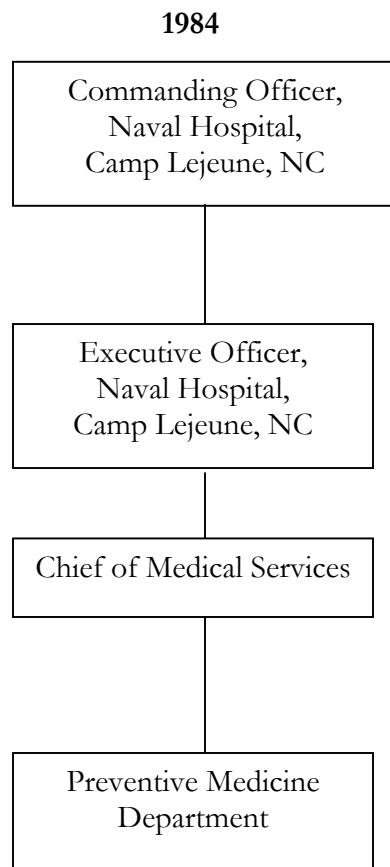 1984
Commanding Officer,
Naval Hospital,
Camp Lejeune, NC
Executive Officer,
Naval Hospital,
Camp Lejeune, NC
Chief of Medical Services
Preventive Medicine
Department